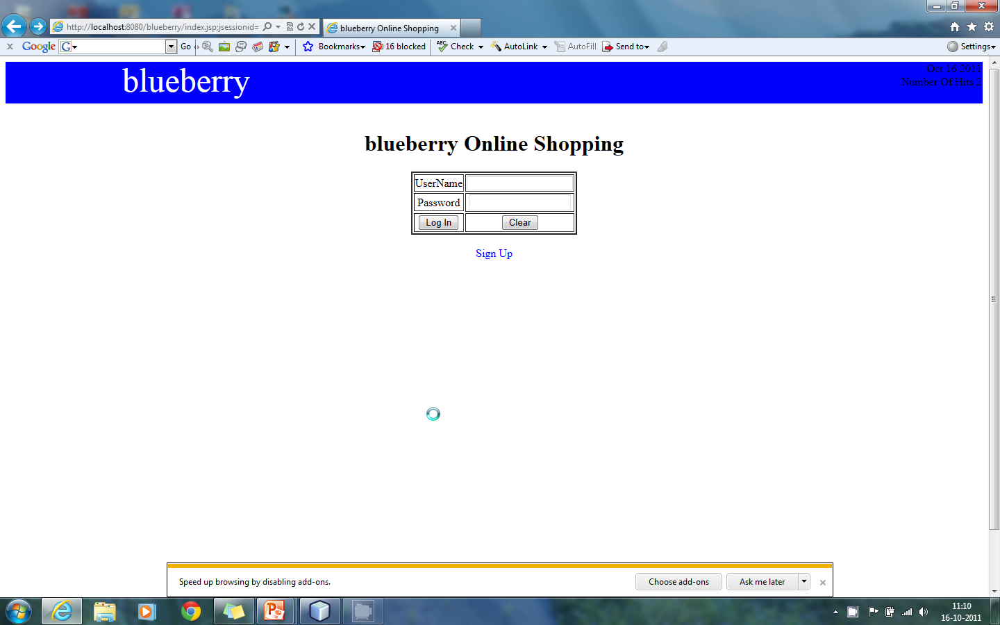 http://localhost:8080/blueberry/index.jsp;jsessionid=
blueberry Online Shopping
Google
Go
Bookmarks
16 blocked
ABC
Check
AutoLink
AutoFill
Send to
Settings
blueberry
Oct 16 2011
Number Of Hits 2
blueberry Online Shopping
UserName
Password
Log In
Clear
Sign Up
Speed up browsing by disabling add-ons.
Choose add-ons
Ask me later
11:10
16-10-2011